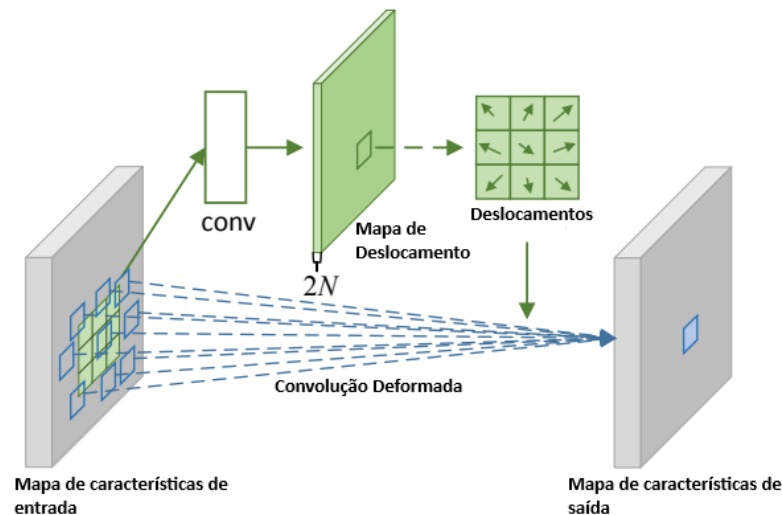 conv
Mapa de
Deslocamento
Deslocamentos
2N
Convolução Deformada
Mapa de características de
entrada
Mapa de características de
saída